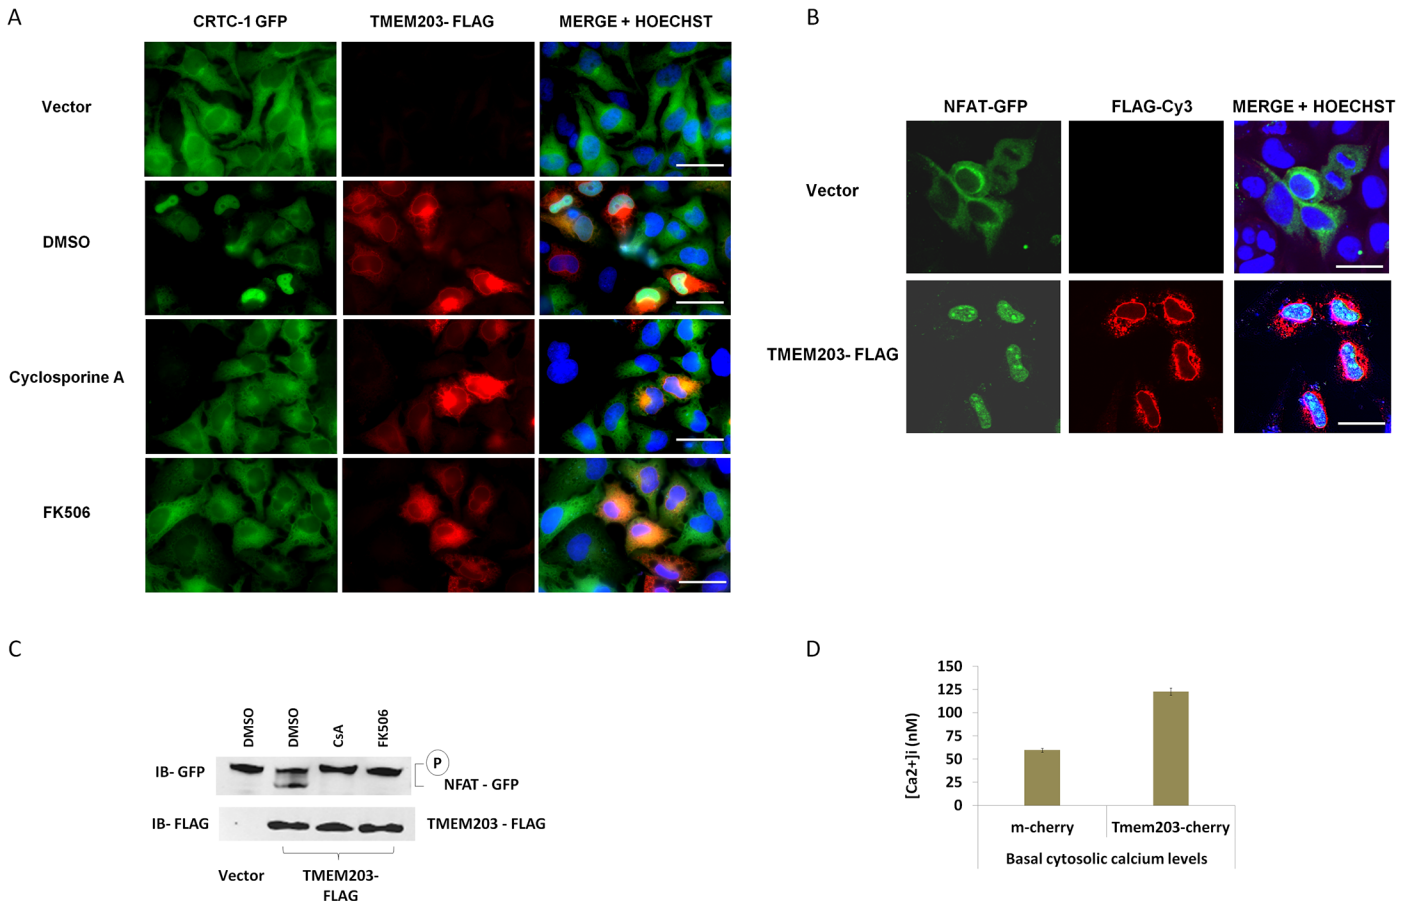 A
CRTC-1 GFP
TMEM203- FLAG
MERGE + HOECHST
Vector
DMSO
Cyclosporine A
FK506
B
NFAT-GFP
FLAG-Cy3
MERGE + HOECHST
Vector
TMEM203- FLAG
C
DMSO
DMSO
CsA
FK506
IB- GFP
P
NFAT - GFP
IB- FLAG
TMEM203 - FLAG
Vector
TMEM203-
FLAG
D
[Ca2+]i (nM)
150
125
100
75
50
25
0
m-cherry
Tmem203-cherry
Basal cytosolic calcium levels